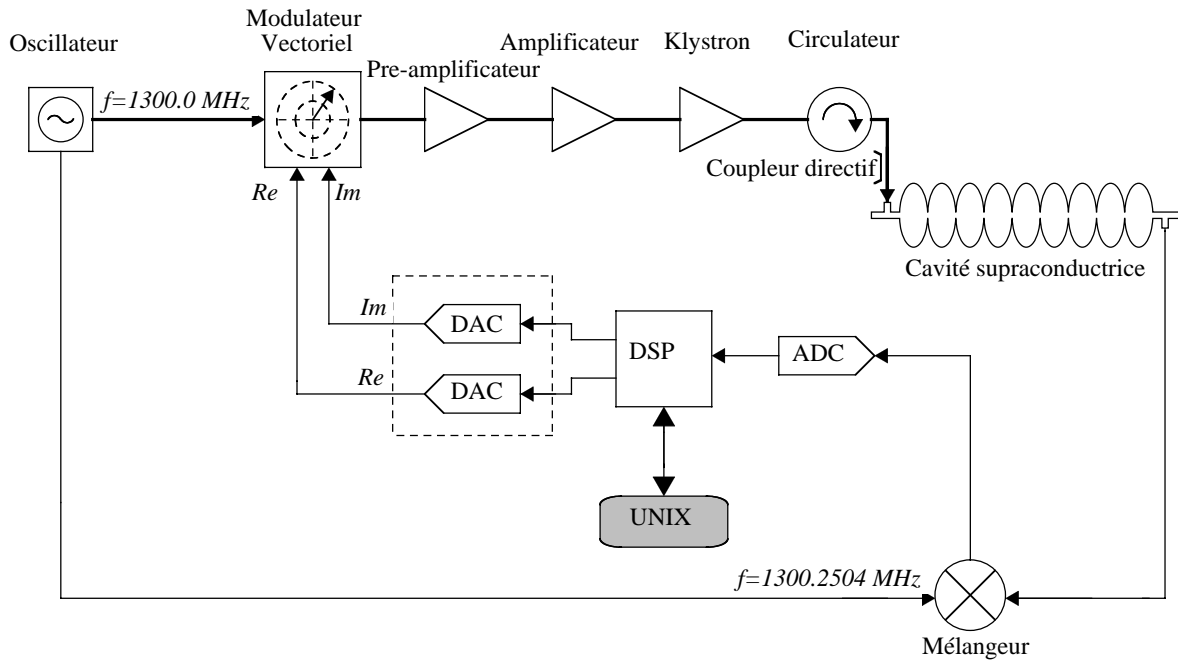 Modulateur
Vectoriel
Oscillateur
Amplificateur
Klystron
Circulateur
Pre-amplificateur
f=1300.0 MHz
Coupleur directif
Re
Im
Cavité supraconductrice
Im
DAC
DSP
ADC
Re
DAC
UNIX
f=1300.2504 MHz
Mélangeur